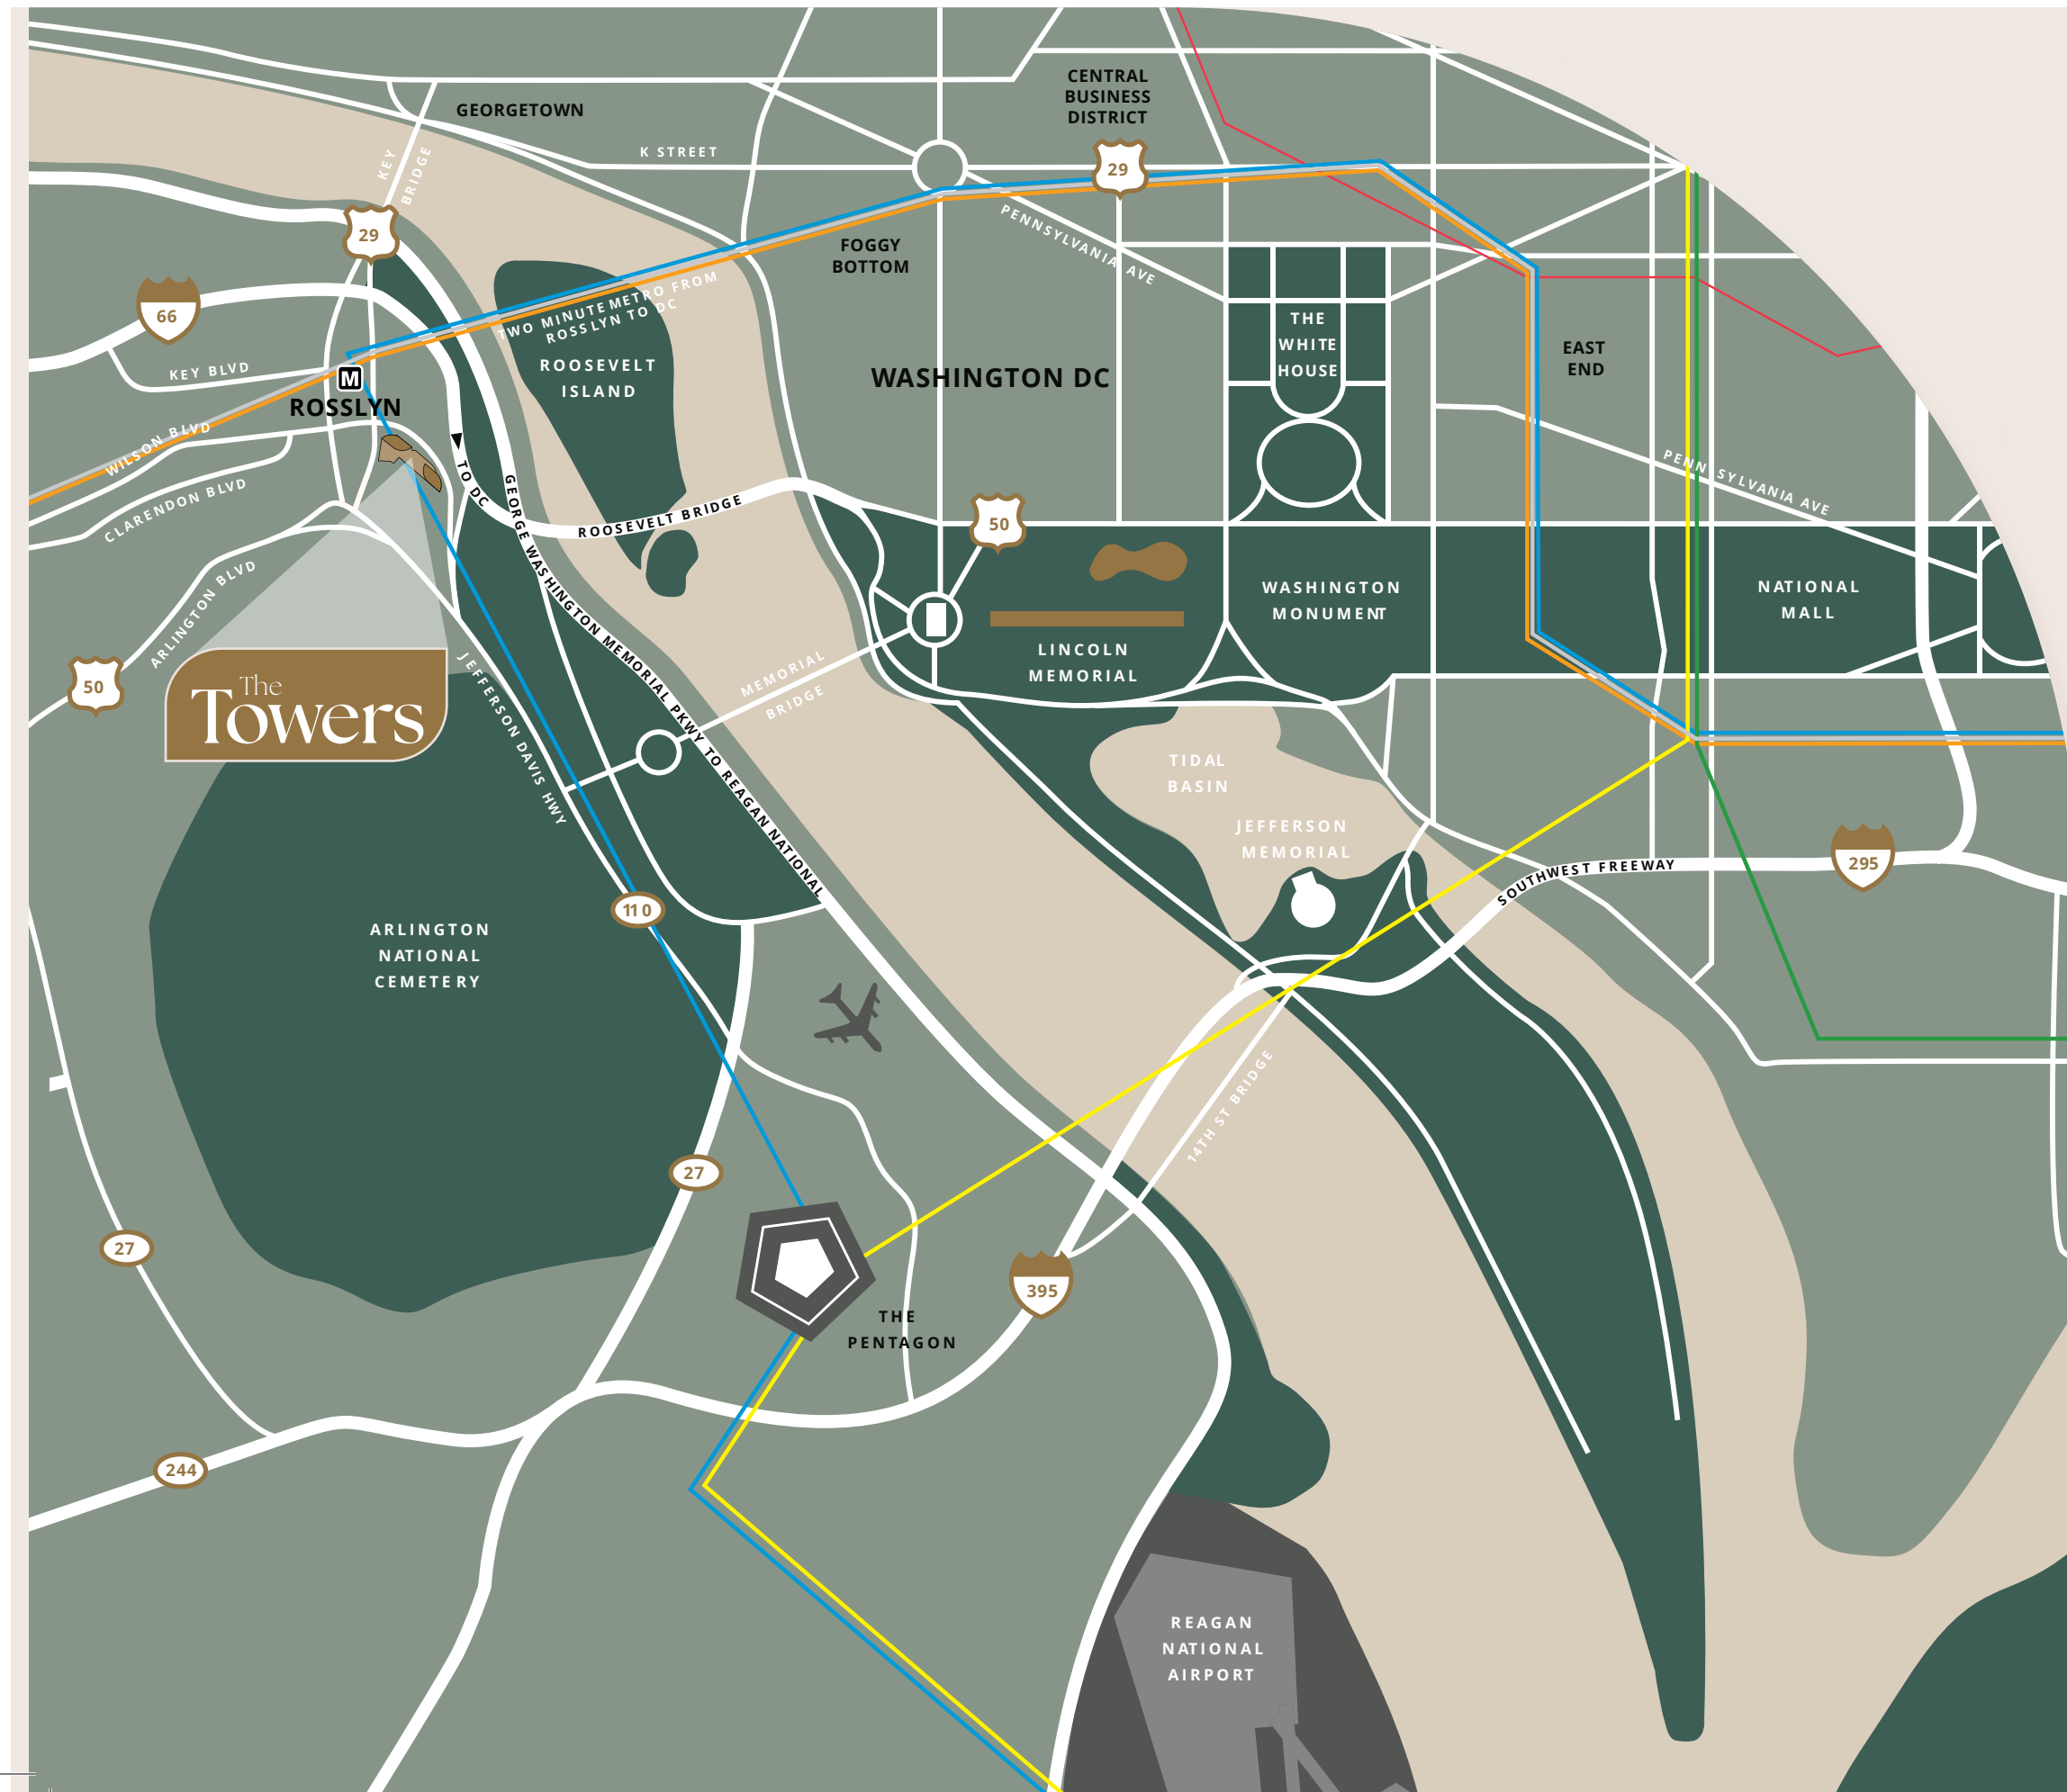 CENTRAL
BUSINESS
DISTRICT
GEORGETOWN
K STREET
KEY
BRIDGE
29
29
PENNSYLVANIA AVE
FOGGY
BOTTOM
66
TWO MINUTE METRO FROM
ROSSLYN TO DC
THE
WHITE
HOUSE
EAST
END
ROOSEVELT
ISLAND
KEY BLVD
M
WASHINGTON DC
ROSSLYN
WILSON BLVD
CLARENDON BLVD
TO DC
ROOSEVELT BRIDGE
50
PENNSYLVANIA AVE
GEORGE WASHINGTON MEMORIAL PKWY TO REAGAN NATIONAL
ARLINGTON BLVD
WASHINGTON
MONUMENT
NATIONAL
MALL
LINCOLN
MEMORIAL
50
The
Towers
JEFFERSON DAVIS HWY
MEMORIAL
BRIDGE
TIDAL
BASIN
JEFFERSON
MEMORIAL
SOUTHWEST FREEWAY
295
110
ARLINGTON
NATIONAL
CEMETERY
14TH ST BRIDGE
27
27
395
THE
PENTAGON
244
REAGAN
NATIONAL
AIRPORT